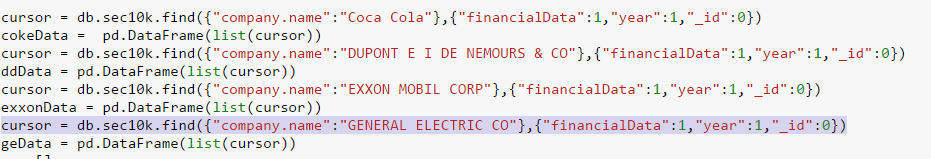 cursor = db.sec10k.find({"company.name":"Coca Cola"},{"financialData":1,"year":1,"_id":0})
cokeData =  pd.DataFrame(list(cursor))
cursor = db.sec10k.find({"company.name":"DUPONT E I DE NEMOURS & CO"},{"financialData":1,"year":1,"_id":0})
ddData = pd.DataFrame(list(cursor))
cursor = db.sec10k.find({"company.name":"EXXON MOBIL CORP"},{"financialData":1,"year":1,"_id":0})
exxonData = pd.DataFrame(list(cursor))
cursor = db.sec10k.find({"company.name":"GENERAL ELECTRIC CO"},{"financialData":1,"year":1,"_id":0})
geData = pd.DataFrame(list(cursor))